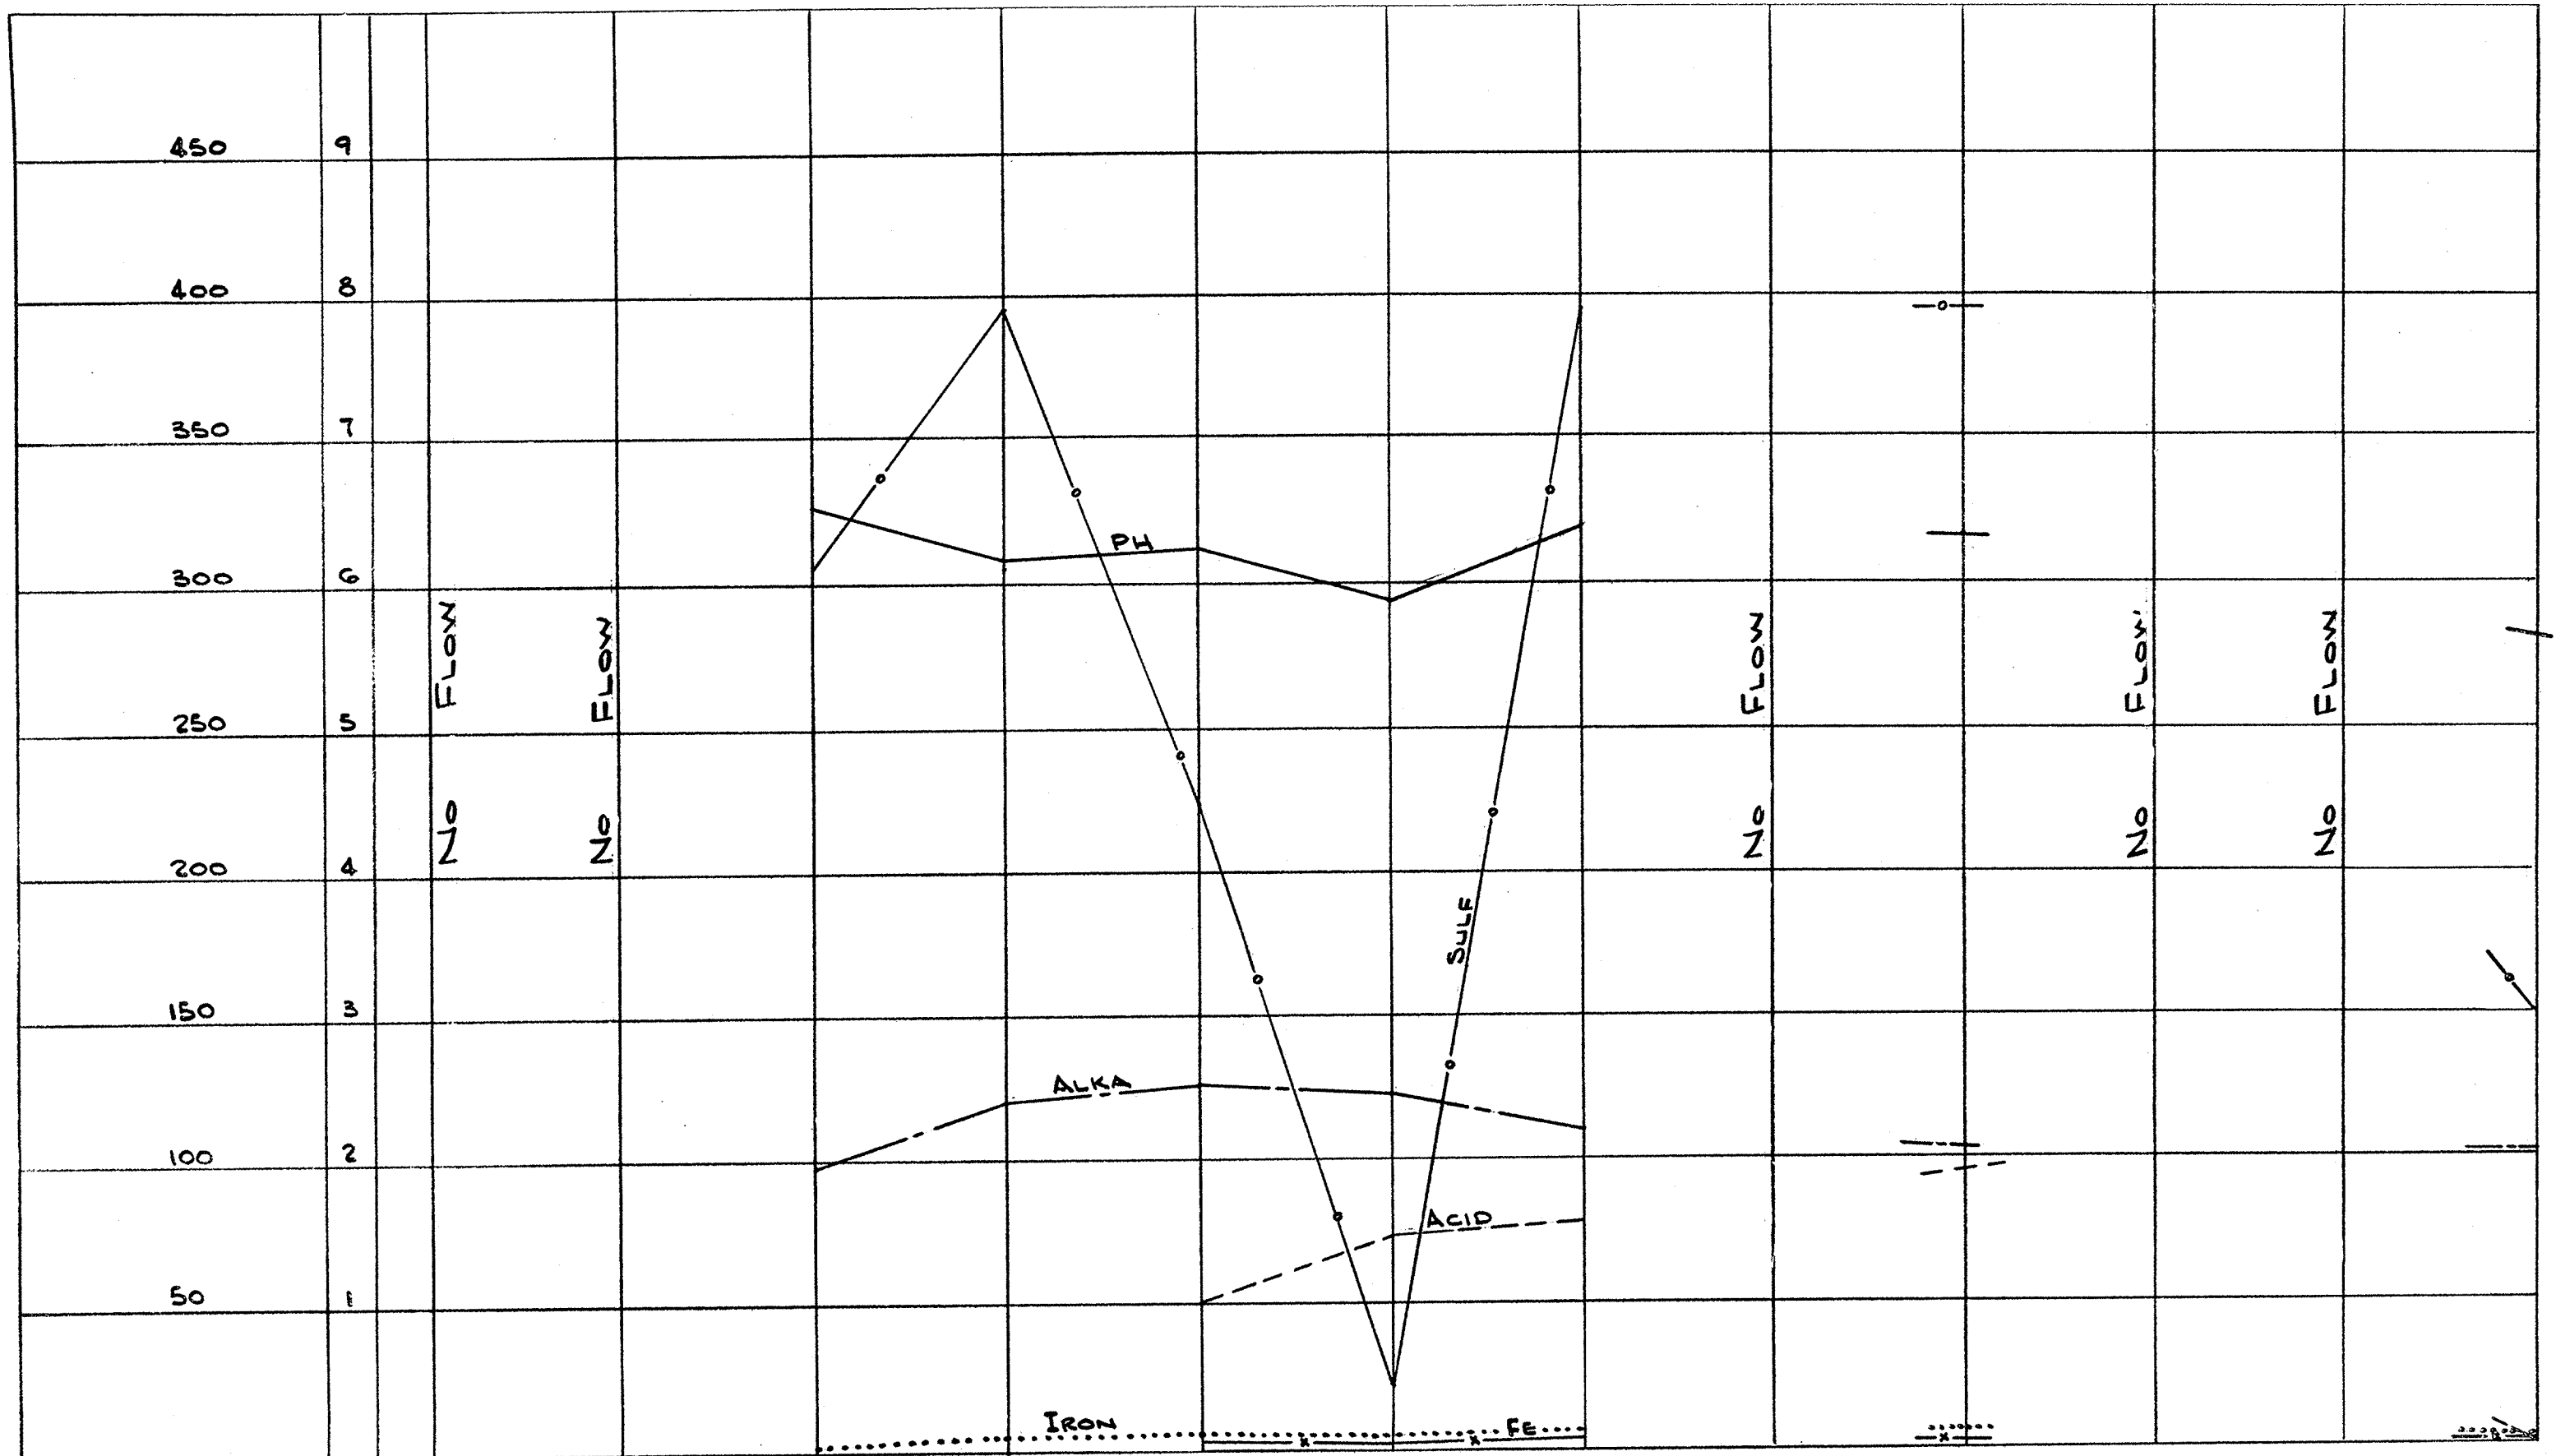 450 9
400 8
350 7
PH
300 6
No FLOW
No FLOW
No FLOW
No FLOW
No FLOW
250 5
200 4
SULF
150 3
ALKA
100 2
ACID
50 1
IRON
FE